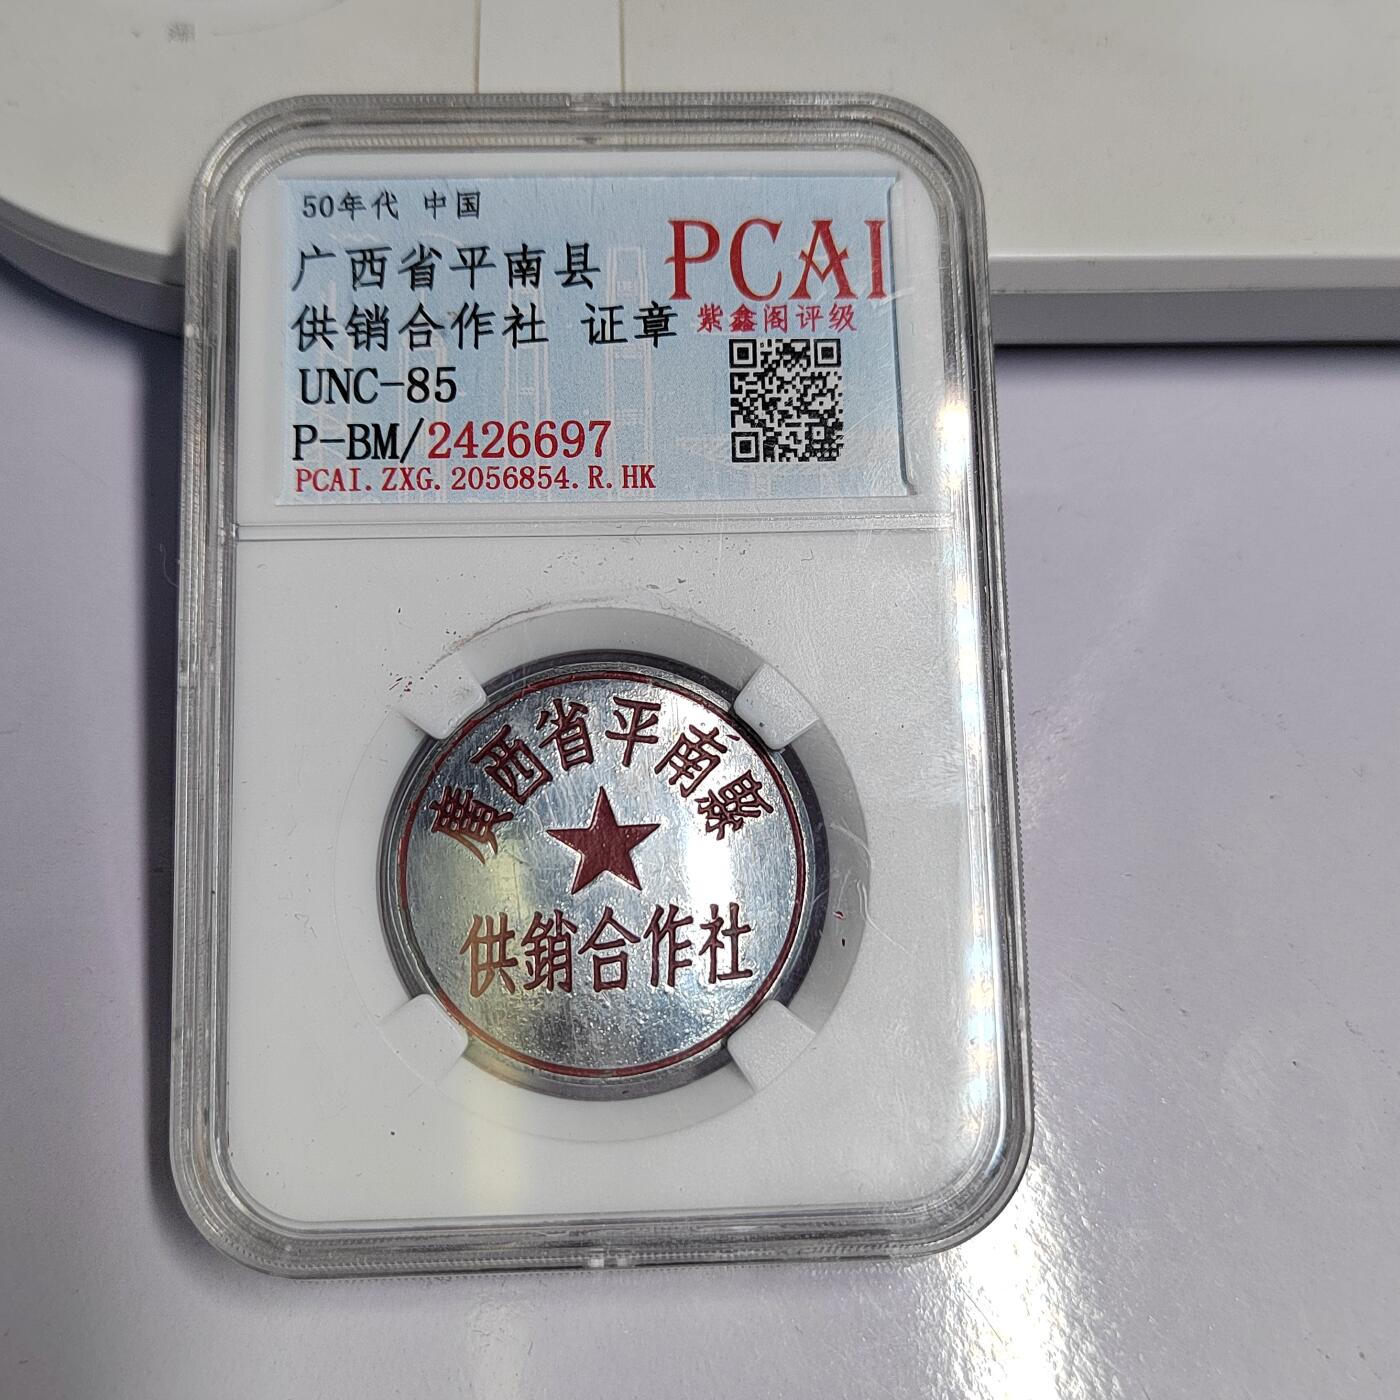 50年代 中国
广西省平南县
供销合作社 证章
UNC-85
P-BM/2426697
PCAI.ZXG.2056854.R.HK
PCAI
紫鑫阁评级
廣西省平南縣
供銷合作社